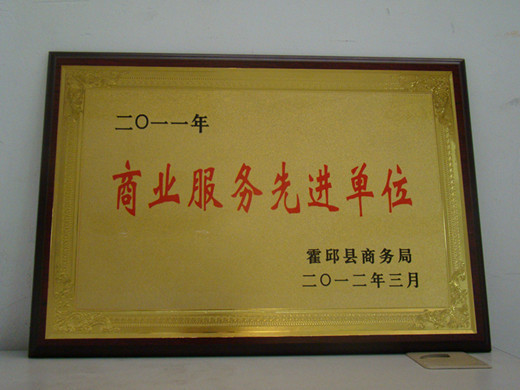 二〇一一年
商业服务先进单位
霍邱县商务局
二〇一二年三月